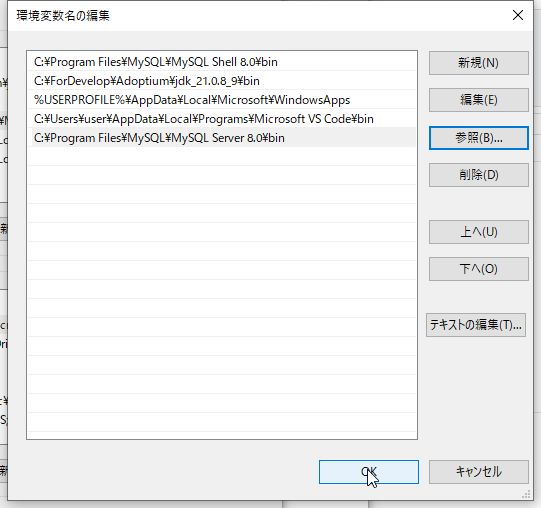 環境変数名の編集
C:¥Program Files¥MySQL¥MySQL Shell 8.0¥bin
C:¥ForDevelop¥Adoptium¥jdk_21.0.8_9¥bin
%USERPROFILE%¥AppData¥Local¥Microsoft¥WindowsApps
C:¥Users¥user¥AppData¥Local¥Programs¥Microsoft VS Code¥bin
C:¥Program Files¥MySQL¥MySQL Server 8.0¥bin
新規(N)
編集(E)
参照(B)...
削除(D)
上へ(U)
下へ(O)
テキストの編集(T)...
OK
キャンセル